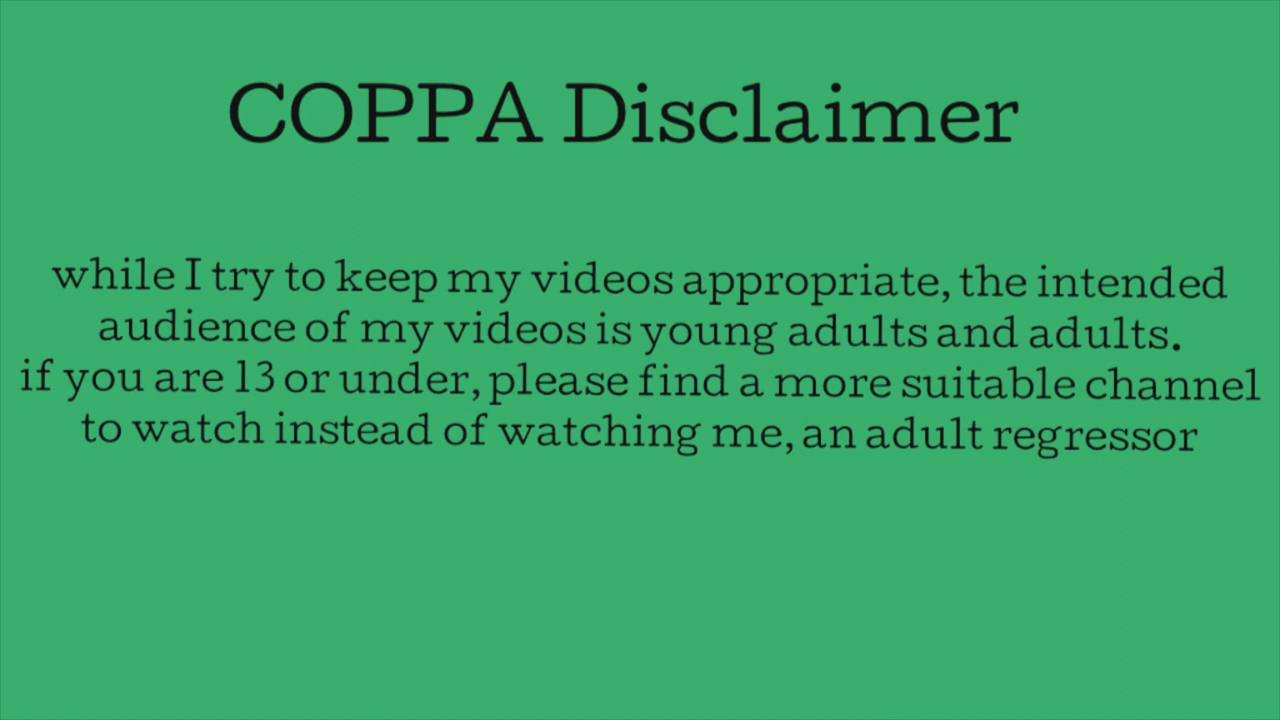 COPPA Disclaimer
while I try to keep my videos appropriate, the intended
audience of my videos is young adults and adults.
if you are 13 or under, please find a more suitable channel
to watch instead of watching me, an adult regressor